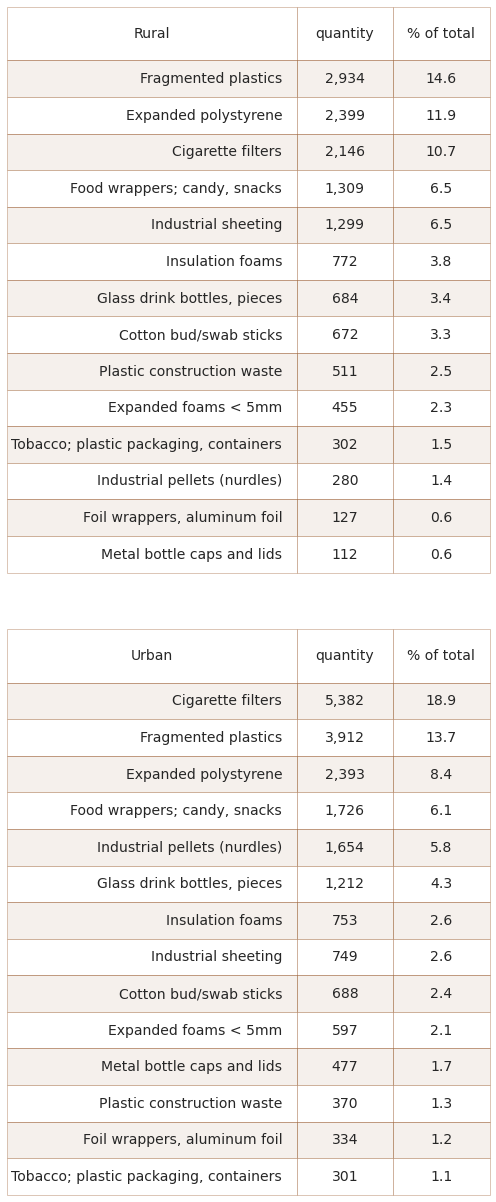 Rural quantity % of total
Fragmented plastics 2,934 14.6
Expanded polystyrene 2,399 11.9
Cigarette filters 2,146 10.7
Food wrappers; candy, snacks 1,309 6.5
Industrial sheeting 1,299 6.5
Insulation foams 772 3.8
Glass drink bottles, pieces 684 3.4
Cotton bud/swab sticks 672 3.3
Plastic construction waste 511 2.5
Expanded foams < 5mm 455 2.3
Tobacco; plastic packaging, containers 302 1.5
Industrial pellets (nurdles) 280 1.4
Foil wrappers, aluminum foil 127 0.6
Metal bottle caps and lids 112 0.6
Urban quantity % of total
Cigarette filters 5,382 18.9
Fragmented plastics 3,912 13.7
Expanded polystyrene 2,393 8.4
Food wrappers; candy, snacks 1,726 6.1
Industrial pellets (nurdles) 1,654 5.8
Glass drink bottles, pieces 1,212 4.3
Insulation foams 753 2.6
Industrial sheeting 749 2.6
Cotton bud/swab sticks 688 2.4
Expanded foams < 5mm 597 2.1
Metal bottle caps and lids 477 1.7
Plastic construction waste 370 1.3
Foil wrappers, aluminum foil 334 1.2
Tobacco; plastic packaging, containers 301 1.1